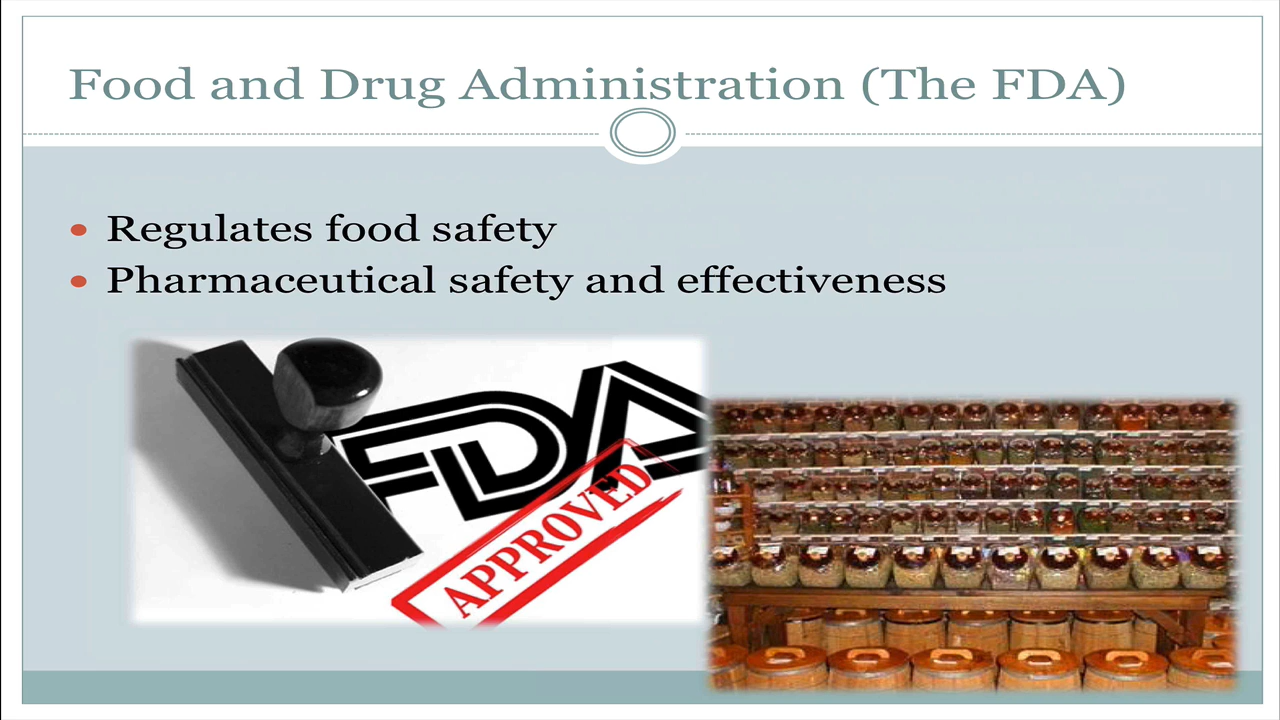 Food and Drug Administration (The FDA)
Regulates food safety
Pharmaceutical safety and effectiveness
FDA
APPROVED